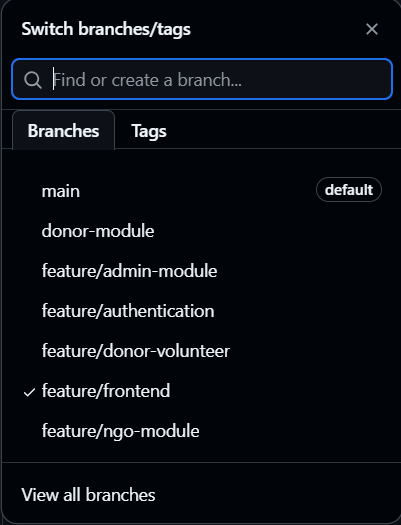 Switch branches/tags
Find or create a branch...
Branches Tags
main default
donor-module
feature/admin-module
feature/authentication
feature/donor-volunteer
feature/frontend
feature/ngo-module
View all branches